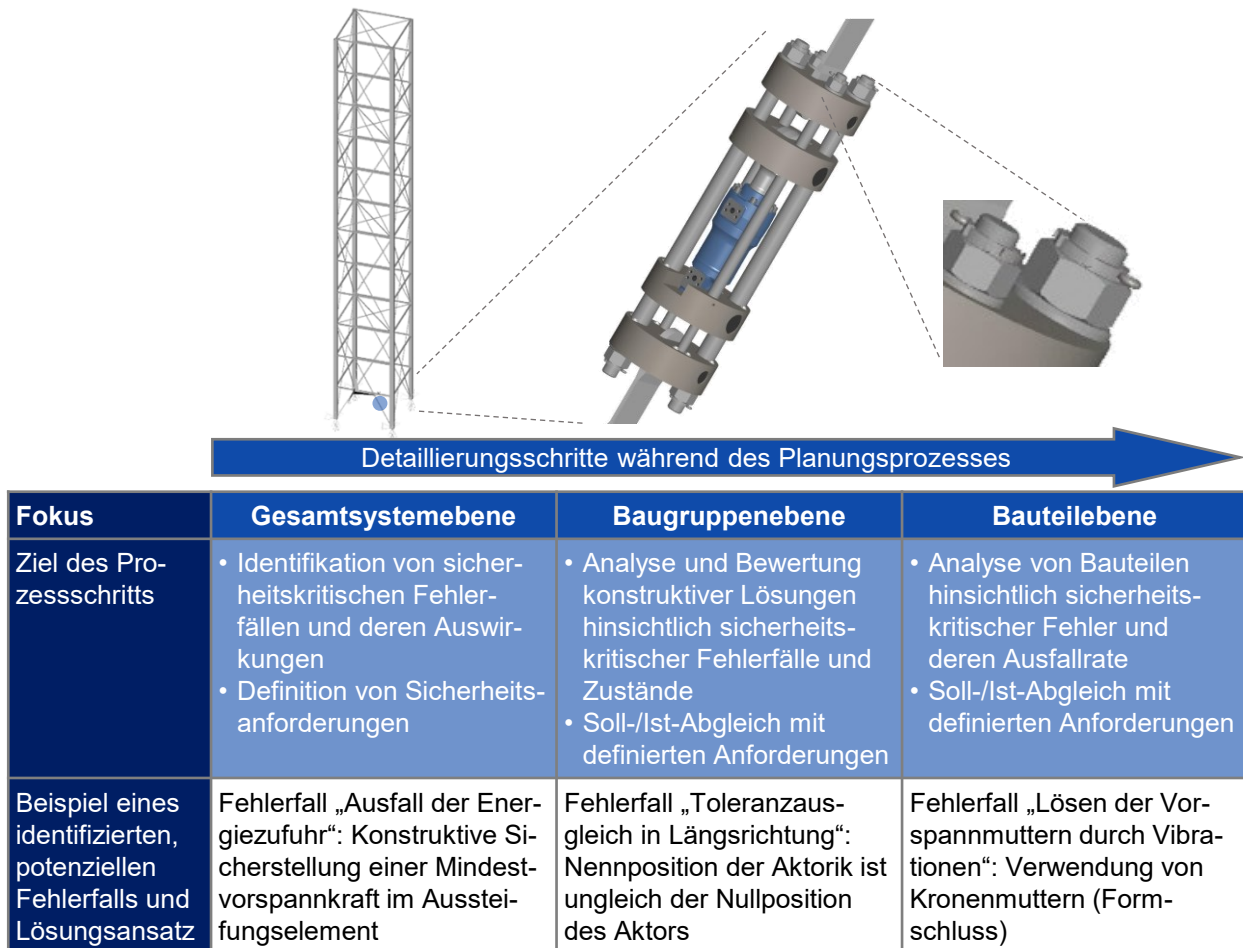 Detaillierungsschritte während des Planungsprozesses
Fokus
Gesamtsystemebene
Baugruppenebene
Bauteilebene
Ziel des Pro-
zessschritts
• Identifikation von sicher-
heitskritischen Fehler-
fällen und deren Auswir-
kungen
• Definition von Sicherheits-
anforderungen
• Analyse und Bewertung
konstruktiver Lösungen
hinsichtlich sicherheits-
kritischer Fehlerfälle und
Zustände
• Soll-/Ist-Abgleich mit
definierten Anforderungen
• Analyse von Bauteilen
hinsichtlich sicherheits-
kritischer Fehler und
deren Ausfallrate
• Soll-/Ist-Abgleich mit
definierten Anforderungen
Beispiel eines
identifizierten,
potenziellen
Fehlerfalls und
Lösungsansatz
Fehlerfall „Ausfall der Ener-
giezufuhr“: Konstruktive Si-
cherstellung einer Mindest-
vorspannkraft im Ausstei-
fungselement
Fehlerfall „Toleranzaus-
gleich in Längsrichtung“:
Nennposition der Aktorik ist
ungleich der Nullposition
des Aktors
Fehlerfall „Lösen der Vor-
spannmuttern durch Vibra-
tionen“: Verwendung von
Kronenmuttern (Form-
schluss)